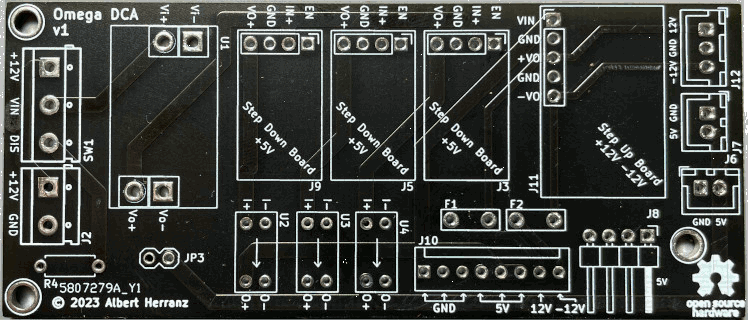 Omega DCA
v1
VI+
VI-
U1
+12V
VIN
DIS
SW1
+12V
GND
J2
R4
5807279A_Y1
© 2023 Albert Herranz
VO+
VO-
JP3
VO+
GND
IN+
EN
Step Down Board
+5V
J9
VO+
GND
IN+
EN
Step Down Board
+5V
J5
VO+
GND
IN+
EN
Step Down Board
+5V
J3
VIN
GND
+VO
GND
-VO
J11
Step Up Board
+12V -12V
12V
GND
-12V
J12
GND
5V
J7
J6
GND 5V
+ -
U2
O+ O-
+ -
U3
O+ O-
+ -
U4
O+ O-
F1
F2
J10
GND 5V 12V -12V
J8
5V
open source
hardware